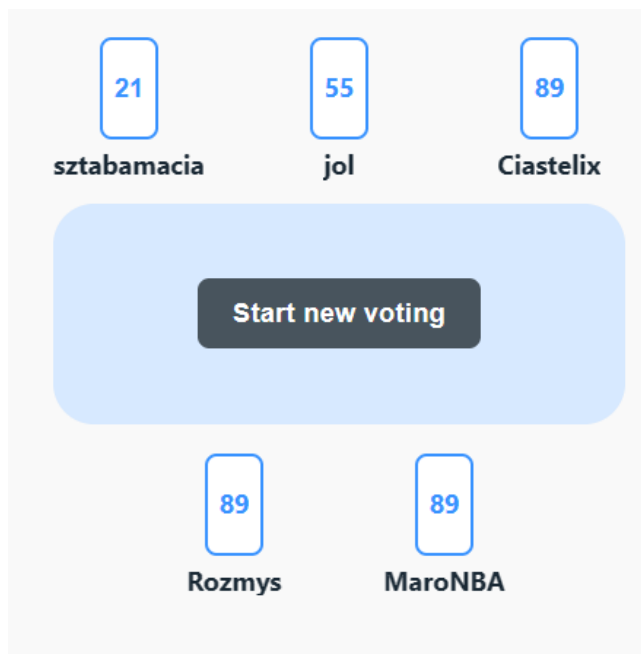 21 55 89
sztabamacia jol Ciastelix
Start new voting
89 89
Rozmys MaroNBA